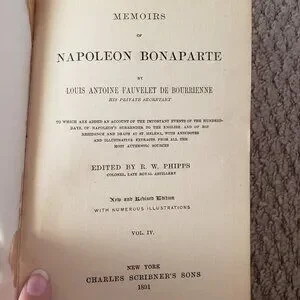 MEMOIRS
OF
NAPOLEON BONAPARTE
BY
LOUIS ANTOINE FAUVELET DE BOURRIENNE
HIS PRIVATE SECRETARY
TO WHICH ARE ADDED AN ACCOUNT OF THE IMPORTANT EVENTS OF THE HUNDRED
DAYS, OF NAPOLEON'S SURRENDER TO THE ENGLISH, AND OF HIS
RESIDENCE AND DEATH AT ST. HELENA, WITH ANECDOTES
AND ILLUSTRATIVE EXTRACTS FROM ALL THE
MOST AUTHENTIC SOURCES
EDITED BY R. W. PHIPPS
COLONEL, LATE ROYAL ARTILLERY
New and Revised Edition
WITH NUMEROUS ILLUSTRATIONS
VOL. IV.
NEW YORK
CHARLES SCRIBNER'S SONS
1891